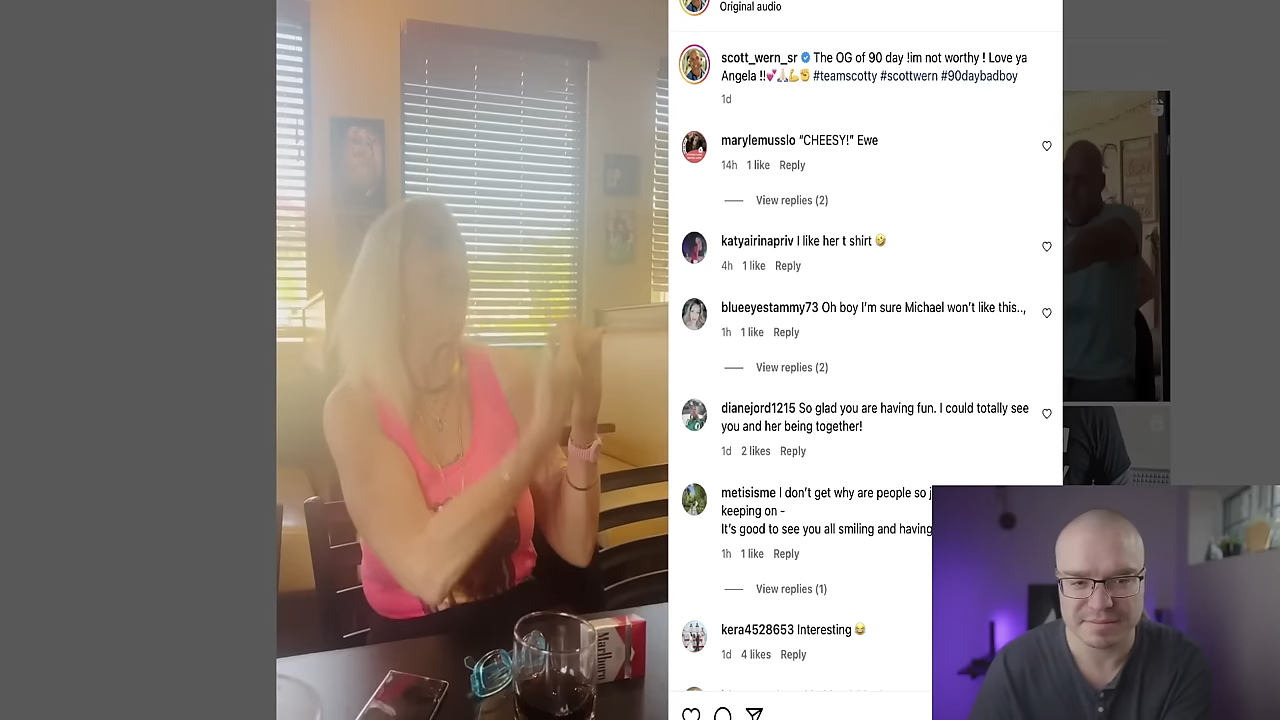 Original audio
scott_wern_sr The OG of 90 day !im not worthy ! Love ya
Angela !!💕🙏🏻💪✊ #teamscotty #scottwern #90daybadboy
1d
marylemusslo “CHEESY!” Ewe
14h 1 like Reply
View replies (2)
katyairinapriv I like her t shirt 🤣
4h 1 like Reply
blueeyestammy73 Oh boy I’m sure Michael won’t like this..,
1h 1 like Reply
View replies (2)
dianejord1215 So glad you are having fun. I could totally see
you and her being together!
1d 2 likes Reply
metisisme I don’t get why are people so j
keeping on -
It’s good to see you all smiling and having
1h 1 like Reply
View replies (1)
kera4528653 Interesting 😂
1d 4 likes Reply
Marlboro